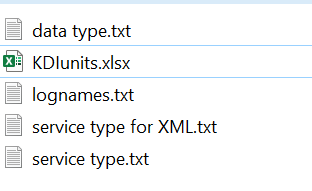 data type.txt
KDIunits.xlsx
lognames.txt
service type for XML.txt
service type.txt